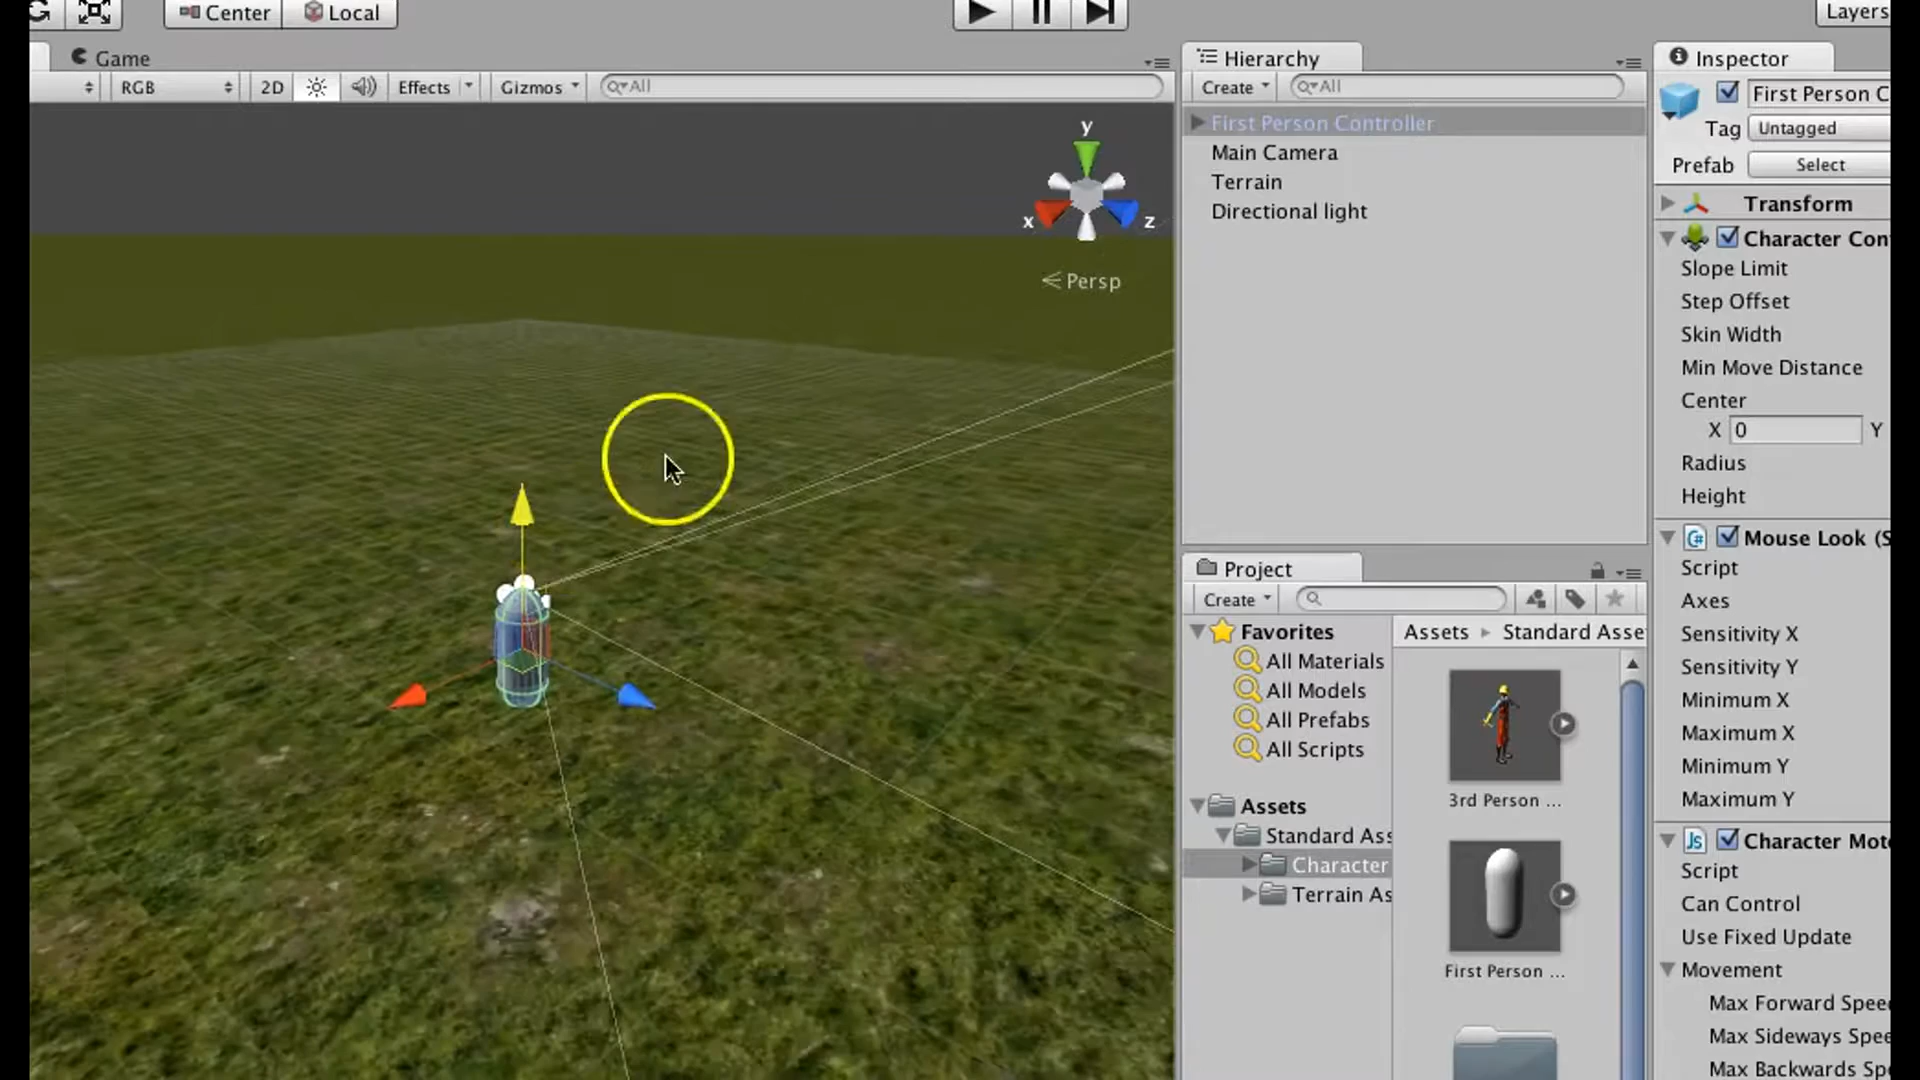 Center
Local
Layers
Game
RGB
2D
Effects
Gizmos
All
y
x
z
Persp
Hierarchy
Create
All
First Person Controller
Main Camera
Terrain
Directional light
Project
Create
Favorites
All Materials
All Models
All Prefabs
All Scripts
Assets
Standard Ass
Character
Terrain As
Assets
Standard Asse
3rd Person ...
First Person ...
Inspector
First Person C
Tag
Untagged
Prefab
Select
Transform
Character Con
Slope Limit
Step Offset
Skin Width
Min Move Distance
Center
X
0
Y
Radius
Height
Mouse Look (S
Script
Axes
Sensitivity X
Sensitivity Y
Minimum X
Maximum X
Minimum Y
Maximum Y
Js
Character Mot
Script
Can Control
Use Fixed Update
Movement
Max Forward Spee
Max Sideways Spee
Max Backwards Sp